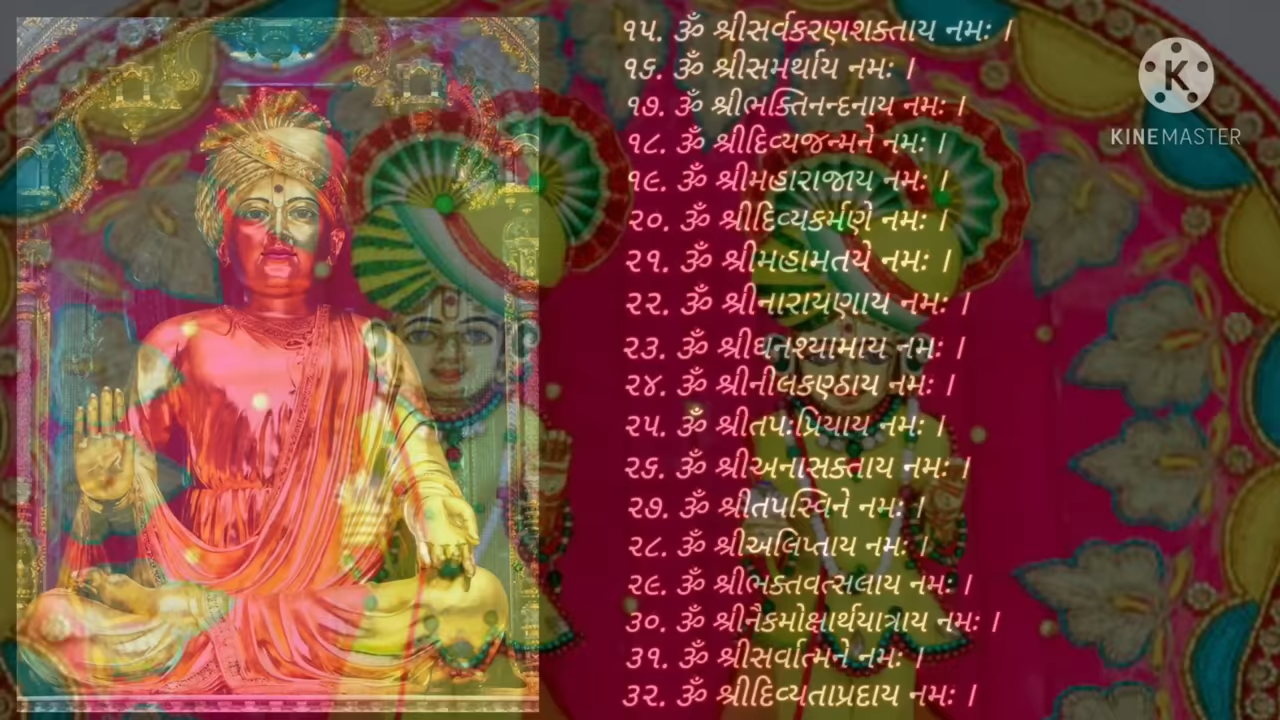 ૧૫. ૐ શ્રીસર્વકરણશક્તાય નમઃ ।
૧૬. ૐ શ્રીસમર્થાય નમઃ ।
૧૭. ૐ શ્રીભક્તિનન્દનાય નમઃ ।
૧૮. ૐ શ્રીદિવ્યજન્મને નમઃ ।
૧૯. ૐ શ્રીમહારાજાય નમઃ ।
૨૦. ૐ શ્રીદિવ્યકર્મણે નમઃ ।
૨૧. ૐ શ્રીમહામતયે નમઃ ।
૨૨. ૐ શ્રીનારાયણાય નમઃ ।
૨૩. ૐ શ્રીઘનશ્યામાય નમઃ ।
૨૪. ૐ શ્રીનીલકણ્ઠાય નમઃ ।
૨૫. ૐ શ્રીતપઃપ્રિયાય નમઃ ।
૨૬. ૐ શ્રીઅનાસક્તાય નમઃ ।
૨૭. ૐ શ્રીતપસ્વિને નમઃ ।
૨૮. ૐ શ્રીઅલિપ્તાય નમઃ ।
૨૯. ૐ શ્રીભક્તવત્સલાય નમઃ ।
૩૦. ૐ શ્રીનૈકમોક્ષાર્થયાત્રાય નમઃ ।
૩૧. ૐ શ્રીસર્વાત્મને નમઃ ।
૩૨. ૐ શ્રીદિવ્યતાપ્રદાય નમઃ ।
K
KINEMASTER